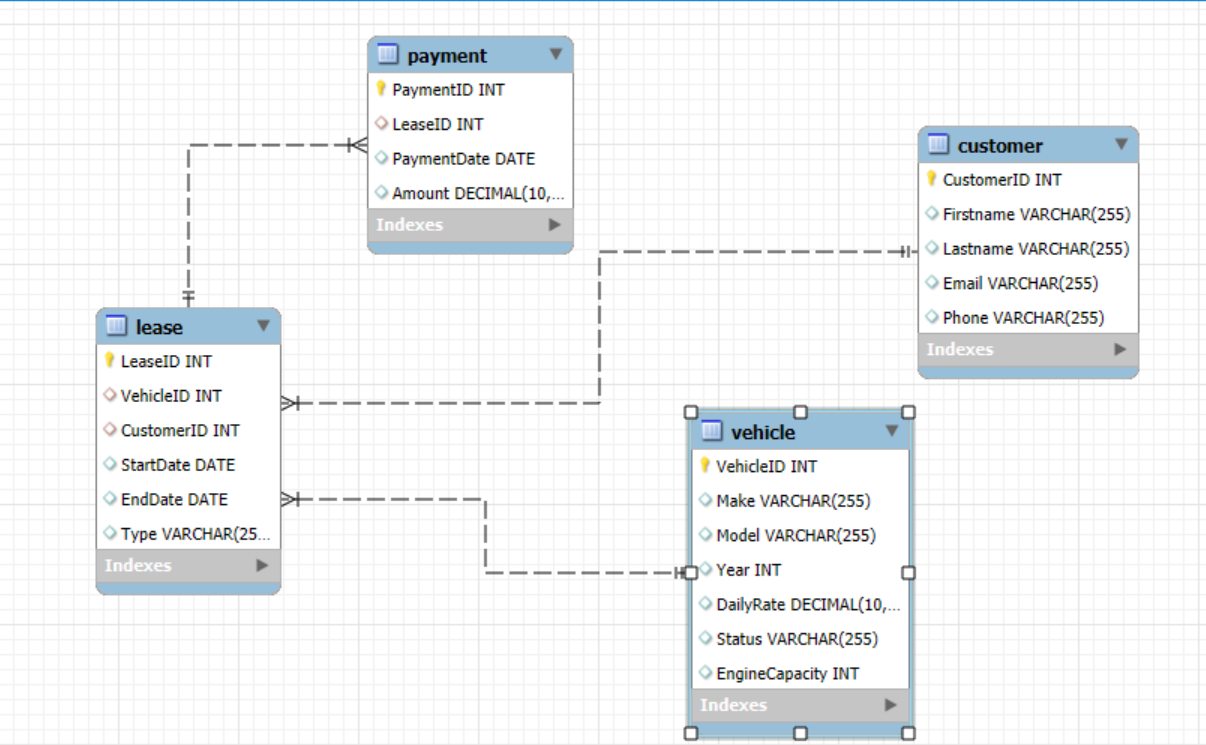 payment
PaymentID INT
LeaseID INT
PaymentDate DATE
Amount DECIMAL(10,...
Indexes
customer
CustomerID INT
Firstname VARCHAR(255)
Lastname VARCHAR(255)
Email VARCHAR(255)
Phone VARCHAR(255)
Indexes
lease
LeaseID INT
VehicleID INT
CustomerID INT
StartDate DATE
EndDate DATE
Type VARCHAR(25...
Indexes
vehicle
VehicleID INT
Make VARCHAR(255)
Model VARCHAR(255)
Year INT
DailyRate DECIMAL(10,...
Status VARCHAR(255)
EngineCapacity INT
Indexes